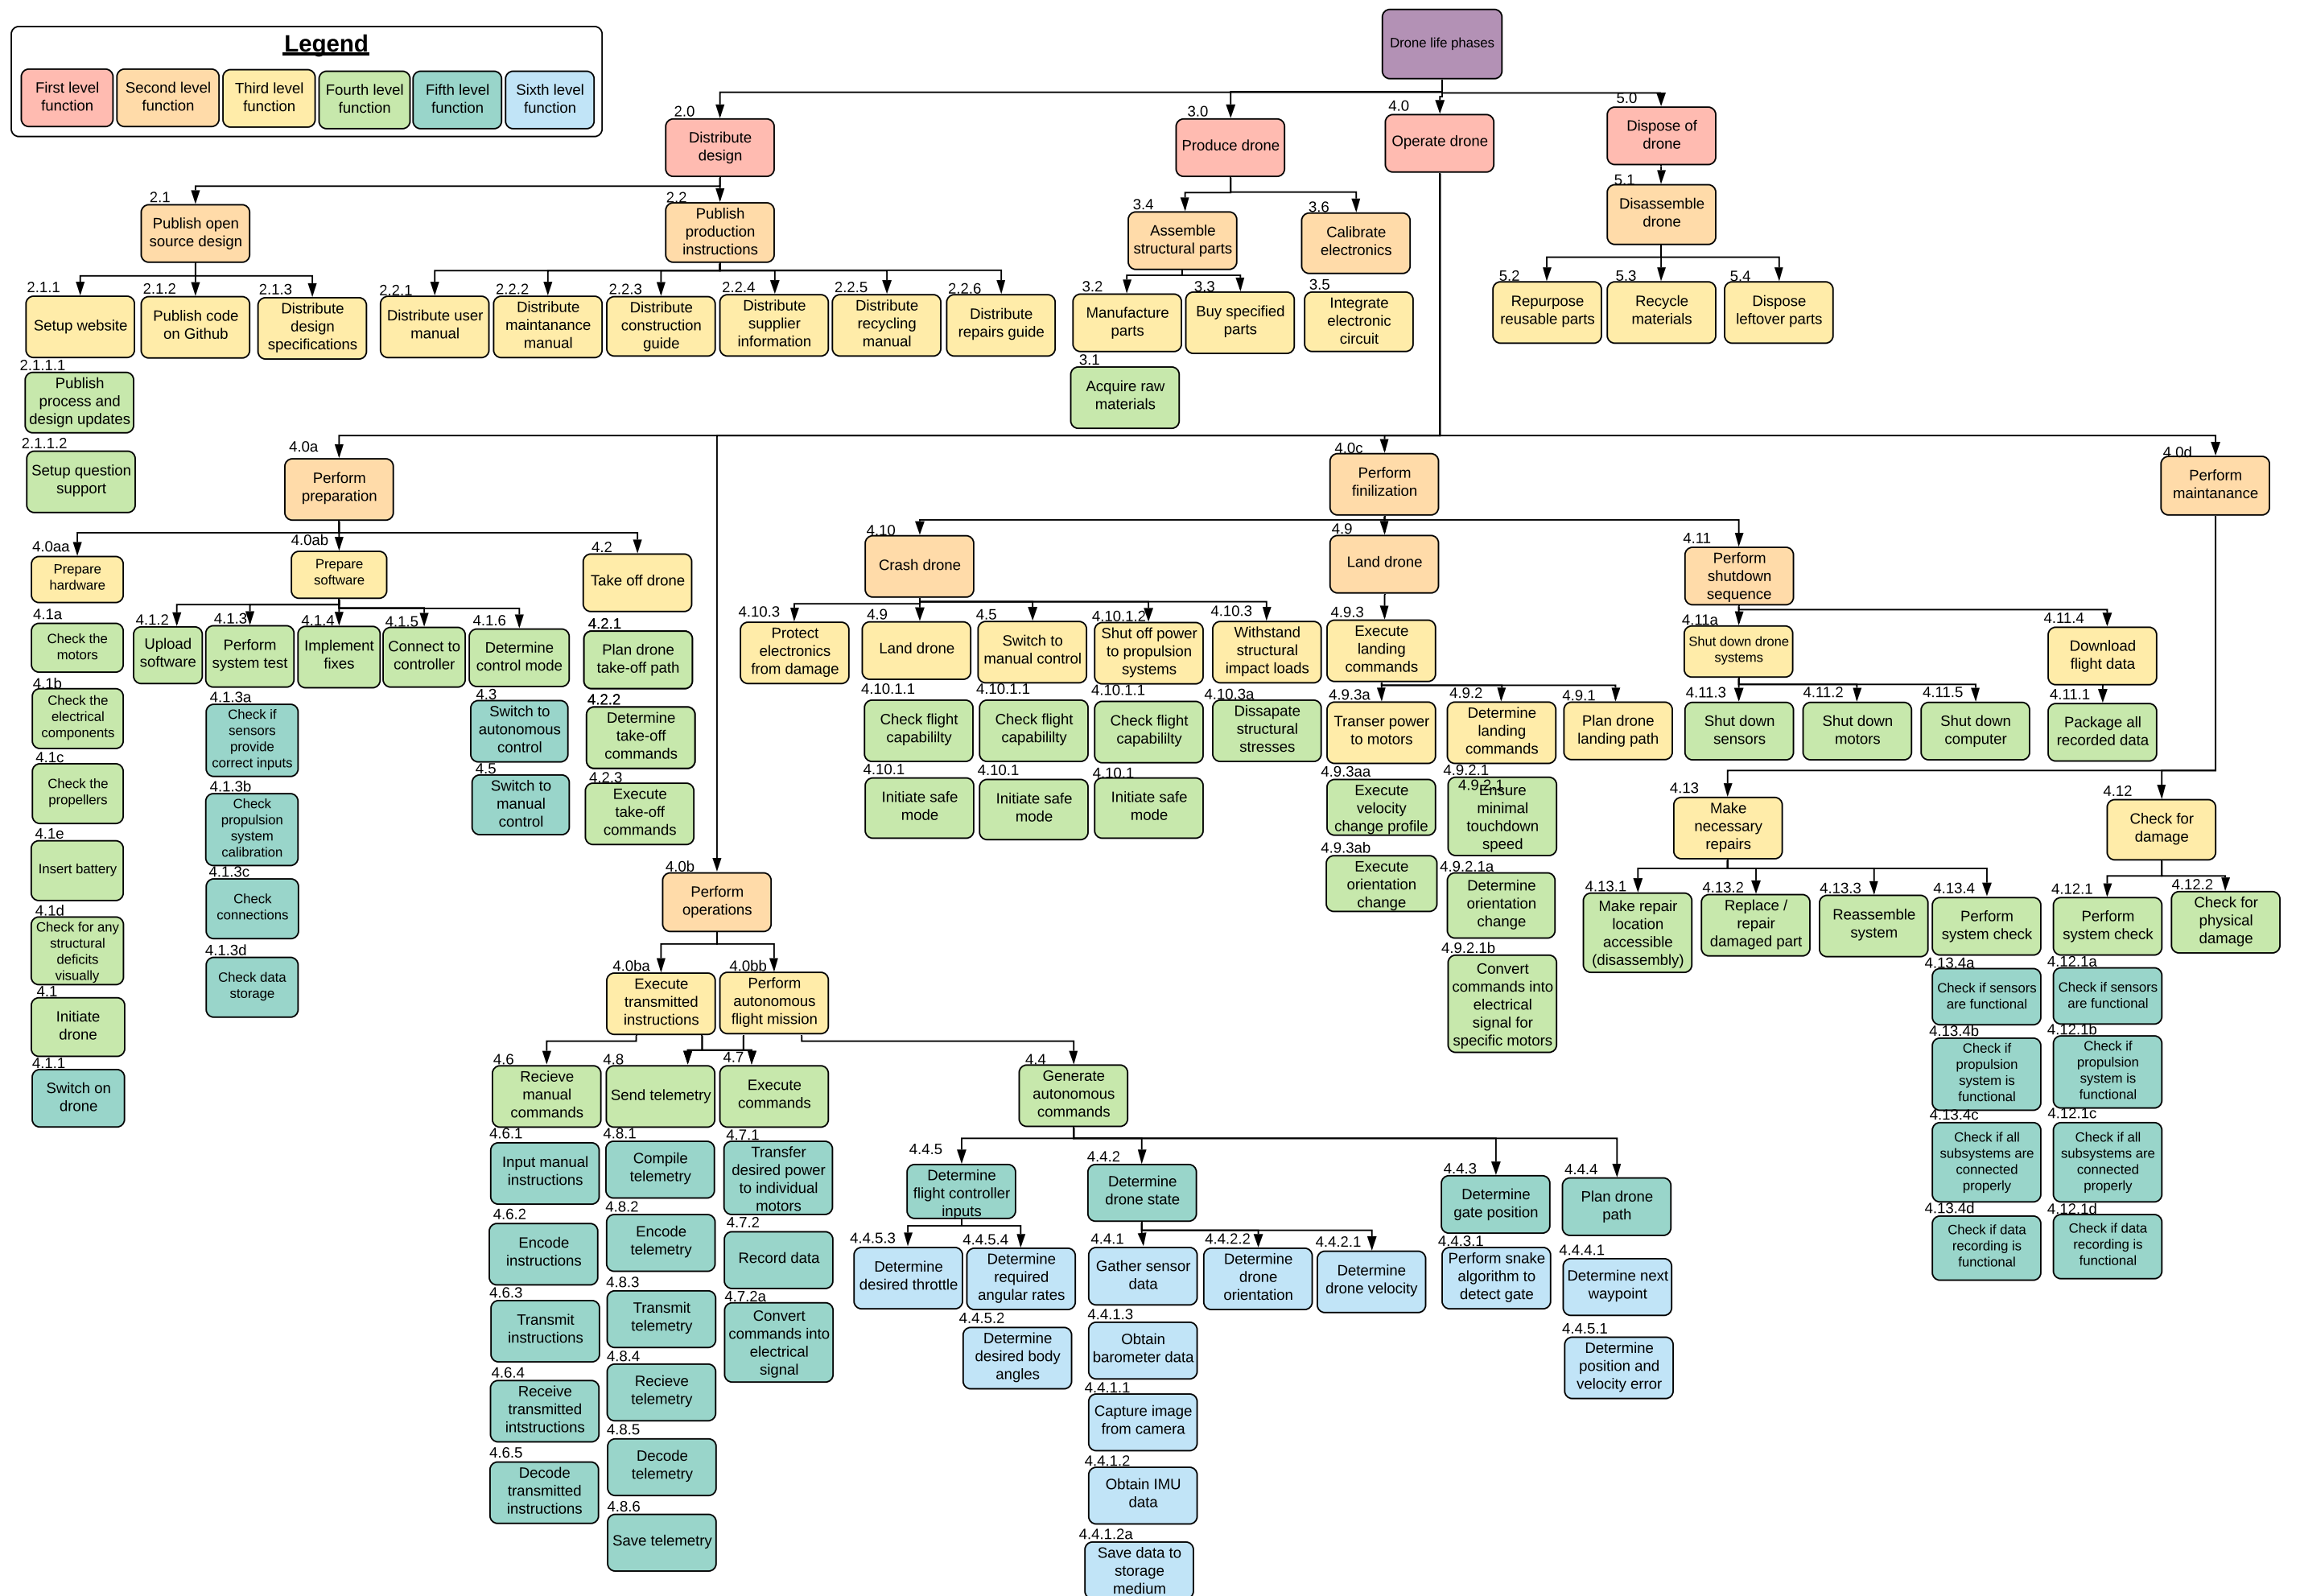 Legend
First level
function
Second level
function
Third level
function
Fourth level
function
Fifth level
function
Sixth level
function
Drone life phases
2.0
Distribute
design
3.0
Produce drone
4.0
Operate drone
5.0
Dispose of
drone
2.1
Publish open
source design
2.2
Publish
production
instructions
3.4
Assemble
structural parts
3.6
Calibrate
electronics
5.1
Disassemble
drone
2.1.1
Setup website
2.1.2
Publish code
on Github
2.1.3
Distribute
design
specifications
2.2.1
Distribute user
manual
2.2.2
Distribute
maintanance
manual
2.2.3
Distribute
construction
guide
2.2.4
Distribute
supplier
information
2.2.5
Distribute
recycling
manual
2.2.6
Distribute
repairs guide
3.2
Manufacture
parts
3.3
Buy specified
parts
3.5
Integrate
electronic
circuit
5.2
Repurpose
reusable parts
5.3
Recycle
materials
5.4
Dispose
leftover parts
2.1.1.1
Publish
process and
design updates
3.1
Acquire raw
materials
2.1.1.2
Setup question
support
4.0a
Perform
preparation
4.0c
Perform
finilization
4.0d
Perform
maintanance
4.0aa
Prepare
hardware
4.0ab
Prepare
software
4.2
Take off drone
4.10
Crash drone
4.9
Land drone
4.11
Perform
shutdown
sequence
4.1a
Check the
motors
4.1.2
Upload
software
4.1.3
Perform
system test
4.1.4
Implement
fixes
4.1.5
Connect to
controller
4.1.6
Determine
control mode
4.2.1
Plan drone
take-off path
4.10.3
Protect
electronics
from damage
4.9
Land drone
4.5
Switch to
manual control
4.10.1.2
Shut off power
to propulsion
systems
4.10.3
Withstand
structural
impact loads
4.9.3
Execute
landing
commands
4.11a
Shut down drone
systems
4.11.4
Download
flight data
4.1b
Check the
electrical
components
4.1.3a
Check if
sensors
provide
correct inputs
4.3
Switch to
autonomous
control
4.2.2
Determine
take-off
commands
4.10.1.1
Check flight
capabililty
4.10.1.1
Check flight
capabililty
4.10.1.1
Check flight
capabililty
4.10.3a
Dissapate
structural
stresses
4.9.3a
Transer power
to motors
4.9.2
Determine
landing
commands
4.9.1
Plan drone
landing path
4.11.3
Shut down
sensors
4.11.2
Shut down
motors
4.11.5
Shut down
computer
4.11.1
Package all
recorded data
4.1c
Check the
propellers
4.1.3b
Check
propulsion
system
calibration
4.5
Switch to
manual
control
4.2.3
Execute
take-off
commands
4.10.1
Initiate safe
mode
4.10.1
Initiate safe
mode
4.10.1
Initiate safe
mode
4.9.3aa
Execute
velocity
change profile
4.9.2.1
4.9.2.1
Ensure
minimal
touchdown
speed
4.13
Make
necessary
repairs
4.12
Check for
damage
4.1e
Insert battery
4.1.3c
Check
connections
4.0b
Perform
operations
4.9.3ab
Execute
orientation
change
4.9.2.1a
Determine
orientation
change
4.13.1
Make repair
location
accessible
(disassembly)
4.13.2
Replace /
repair
damaged part
4.13.3
Reassemble
system
4.13.4
Perform
system check
4.12.1
Perform
system check
4.12.2
Check for
physical
damage
4.1d
Check for any
structural
deficits
visually
4.1.3d
Check data
storage
4.0ba
Execute
transmitted
instructions
4.0bb
Perform
autonomous
flight mission
4.9.2.1b
Convert
commands into
electrical
signal for
specific motors
4.13.4a
Check if sensors
are functional
4.12.1a
Check if sensors
are functional
4.1
Initiate
drone
4.13.4b
Check if
propulsion
system is
functional
4.12.1b
Check if
propulsion
system is
functional
4.1.1
Switch on
drone
4.6
Recieve
manual
commands
4.8
Send telemetry
4.7
Execute
commands
4.4
Generate
autonomous
commands
4.13.4c
Check if all
subsystems are
connected
properly
4.12.1c
Check if all
subsystems are
connected
properly
4.6.1
Input manual
instructions
4.8.1
Compile
telemetry
4.7.1
Transfer
desired power
to individual
motors
4.4.5
Determine
flight controller
inputs
4.4.2
Determine
drone state
4.4.3
Determine
gate position
4.4.4
Plan drone
path
4.13.4d
Check if data
recording is
functional
4.12.1d
Check if data
recording is
functional
4.6.2
Encode
instructions
4.8.2
Encode
telemetry
4.7.2
Record data
4.4.5.3
Determine
desired throttle
4.4.5.4
Determine
required
angular rates
4.4.1
Gather sensor
data
4.4.2.2
Determine
drone
orientation
4.4.2.1
Determine
drone velocity
4.4.3.1
Perform snake
algorithm to
detect gate
4.4.4.1
Determine next
waypoint
4.6.3
Transmit
instructions
4.8.3
Transmit
telemetry
4.7.2a
Convert
commands into
electrical
signal
4.4.5.2
Determine
desired body
angles
4.4.1.3
Obtain
barometer data
4.4.5.1
Determine
position and
velocity error
4.6.4
Receive
transmitted
intstructions
4.8.4
Recieve
telemetry
4.4.1.1
Capture image
from camera
4.6.5
Decode
transmitted
instructions
4.8.5
Decode
telemetry
4.4.1.2
Obtain IMU
data
4.8.6
Save telemetry
4.4.1.2a
Save data to
storage
medium